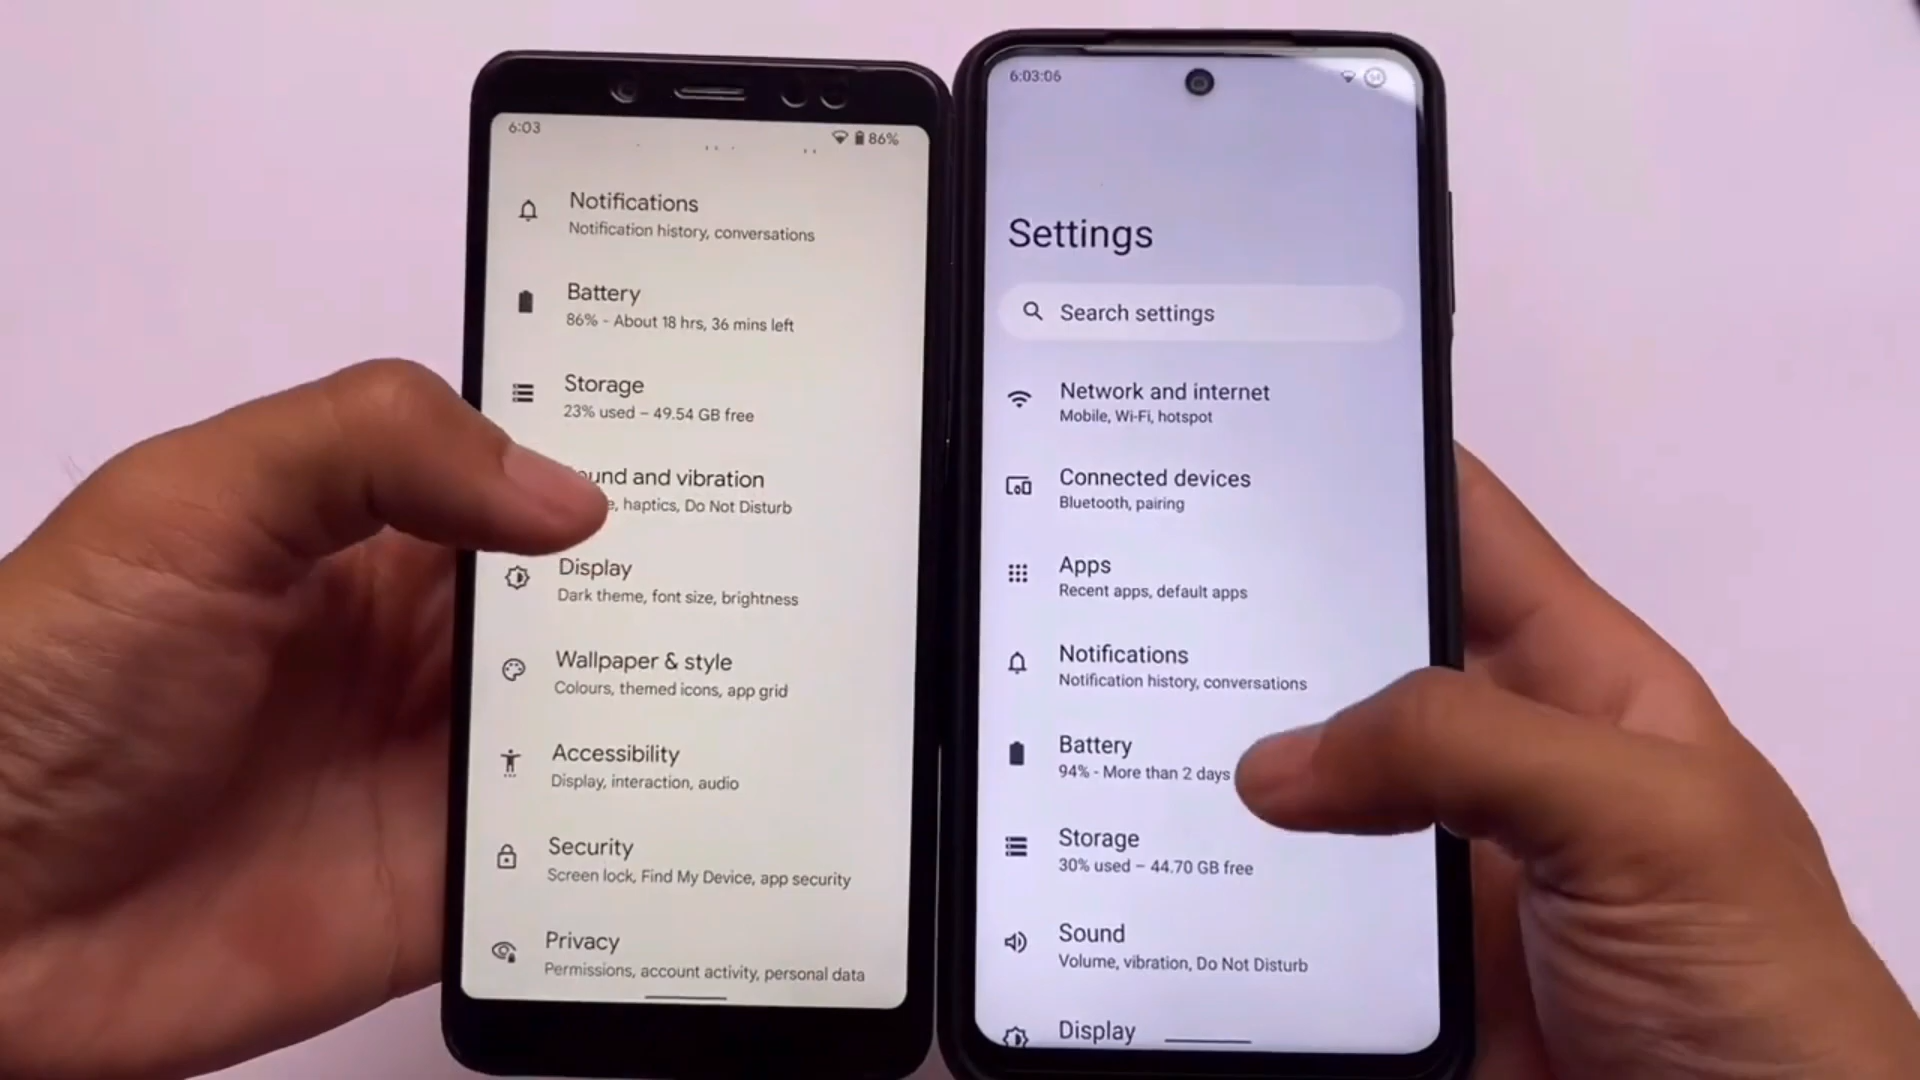 6:03
86%
Notifications
Notification history, conversations
Battery
86% - About 18 hrs, 36 mins left
Storage
23% used – 49.54 GB free
and vibration
haptics, Do Not Disturb
Display
Dark theme, font size, brightness
Wallpaper & style
Colours, themed icons, app grid
Accessibility
Display, interaction, audio
Security
Screen lock, Find My Device, app security
Privacy
Permissions, account activity, personal data
6:03:06
Settings
Search settings
Network and internet
Mobile, Wi-Fi, hotspot
Connected devices
Bluetooth, pairing
Apps
Recent apps, default apps
Notifications
Notification history, conversations
Battery
94% - More than 2 days
Storage
30% used – 44.70 GB free
Sound
Volume, vibration, Do Not Disturb
Display